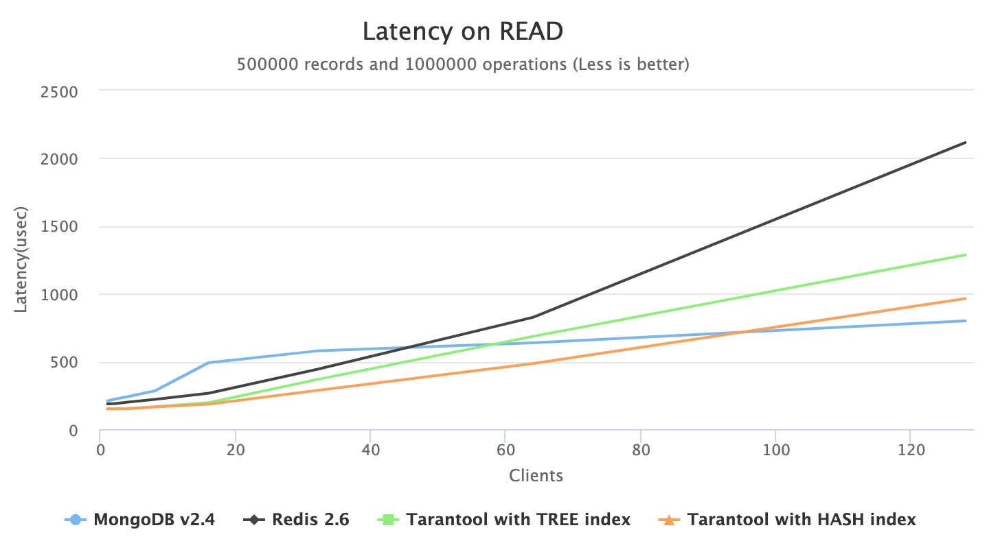 Latency on READ
500000 records and 1000000 operations (Less is better)
2500
2000
1500
1000
500
0
Latency(usec)
0 20 40 60 80 100 120
Clients
MongoDB v2.4 Redis 2.6 Tarantool with TREE index Tarantool with HASH index